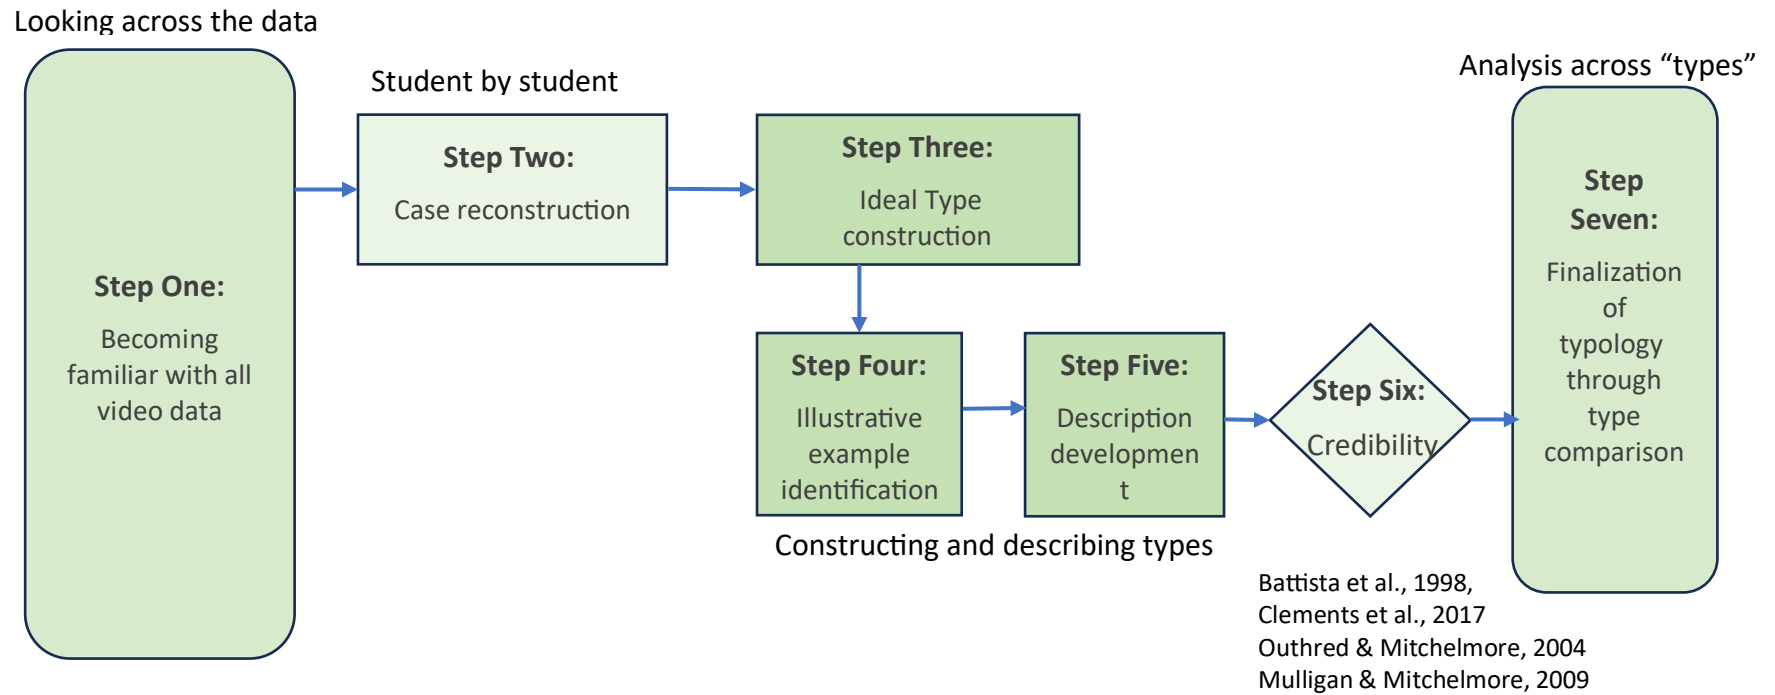 Looking across the data
Step One:
Becoming
familiar with all
video data
Student by student
Step Two:
Case reconstruction
Step Three:
Ideal Type
construction
Step Four:
Illustrative
example
identification
Step Five:
Description
developmen
t
Constructing and describing types
Step Six:
Credibility
Battista et al., 1998,
Clements et al., 2017
Outhred & Mitchelmore, 2004
Mulligan & Mitchelmore, 2009
Analysis across “types”
Step
Seven:
Finalization
of
typology
through
type
comparison